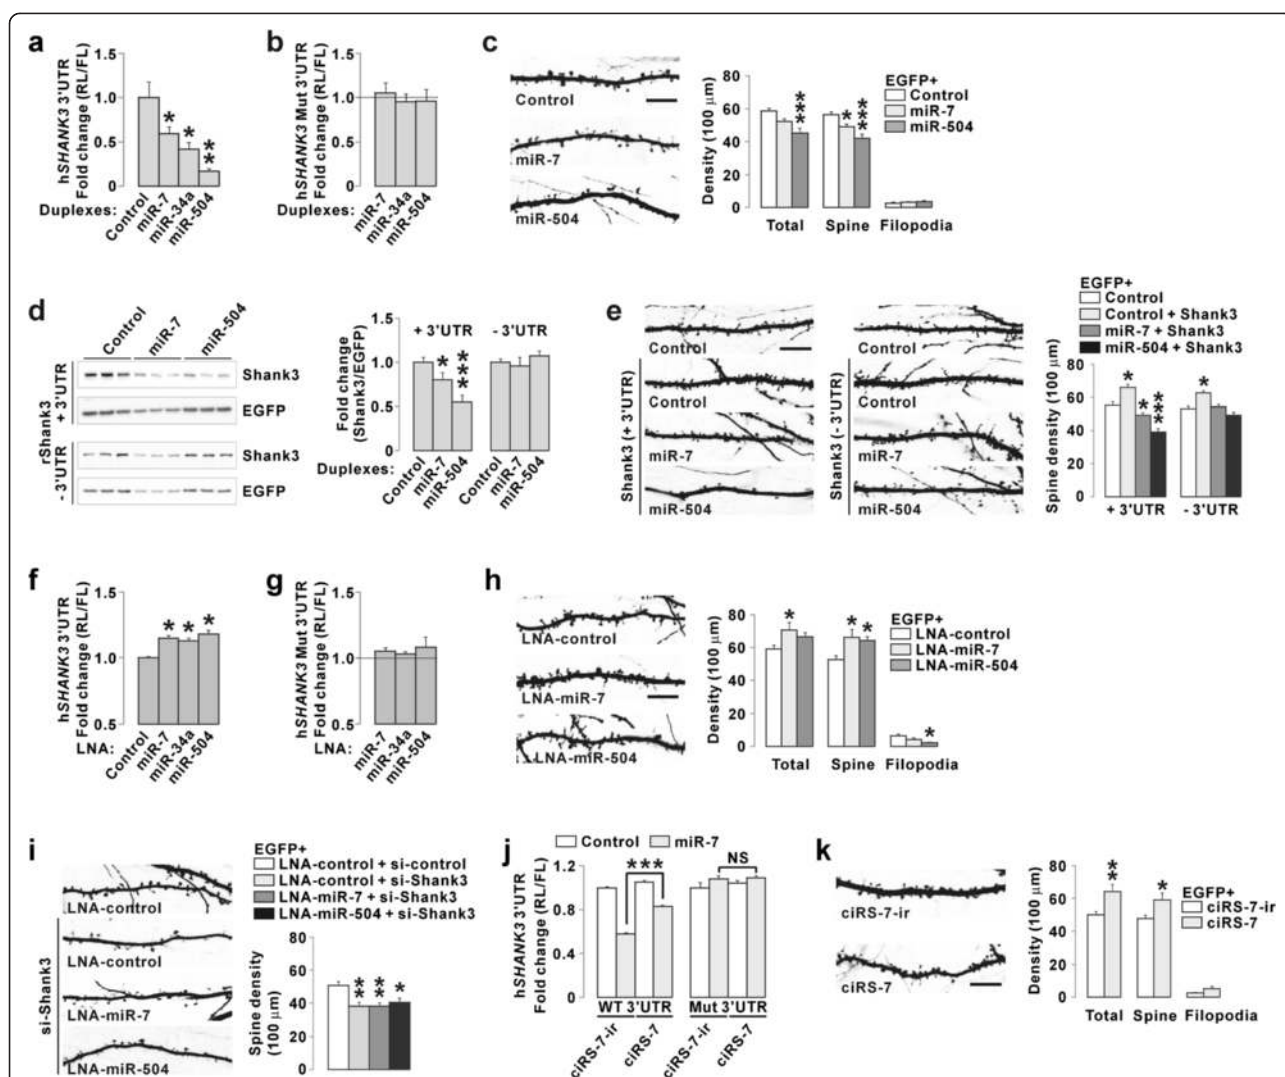 a
hSHANK3 3'UTR
Fold change (RL/FL)
1.5
1.0
0.5
0
*
*
**
Duplexes:
Control
miR-7
miR-34a
miR-504
b
hSHANK3 Mut 3'UTR
Fold change (RL/FL)
1.5
1.0
0.5
0
Duplexes:
miR-7
miR-34a
miR-504
c
Control
miR-7
miR-504
Density (100 μm)
80
60
40
20
0
***
*
***
Total
Spine
Filopodia
EGFP+
Control
miR-7
miR-504
d
Control
miR-7
miR-504
rShank3
+ 3'UTR
- 3'UTR
Shank3
EGFP
Shank3
EGFP
Fold change
(Shank3/EGFP)
1.5
1.0
0.5
0
+ 3'UTR
- 3'UTR
*
***
Duplexes:
Control
miR-7
miR-504
Control
miR-7
miR-504
e
Control
Shank3 (+ 3'UTR)
Control
miR-7
miR-504
Control
Shank3 (- 3'UTR)
Control
miR-7
miR-504
EGFP+
Control
Control + Shank3
miR-7 + Shank3
miR-504 + Shank3
Spine density (100 μm)
80
60
40
20
0
*
*
***
*
+ 3'UTR
- 3'UTR
f
hSHANK3 3'UTR
Fold change (RL/FL)
1.5
1.0
0.5
*
*
*
LNA:
Control
miR-7
miR-34a
miR-504
g
hSHANK3 Mut 3'UTR
Fold change (RL/FL)
1.5
1.0
0.5
LNA:
miR-7
miR-34a
miR-504
h
LNA-control
LNA-miR-7
LNA-miR-504
Density (100 μm)
80
60
40
20
0
*
*
*
*
Total
Spine
Filopodia
EGFP+
LNA-control
LNA-miR-7
LNA-miR-504
i
LNA-control
si-Shank3
LNA-control
LNA-miR-7
LNA-miR-504
EGFP+
LNA-control + si-control
LNA-control + si-Shank3
LNA-miR-7 + si-Shank3
LNA-miR-504 + si-Shank3
Spine density
(100 μm)
80
60
40
20
0
**
**
*
j
Control
miR-7
hSHANK3 3'UTR
Fold change (RL/FL)
1.2
0.8
0.4
0
***
NS
WT 3'UTR
Mut 3'UTR
ciRS-7-ir
ciRS-7
ciRS-7-ir
ciRS-7
k
ciRS-7-ir
ciRS-7
Density (100 μm)
80
60
40
20
0
**
*
Total
Spine
Filopodia
EGFP+
ciRS-7-ir
ciRS-7